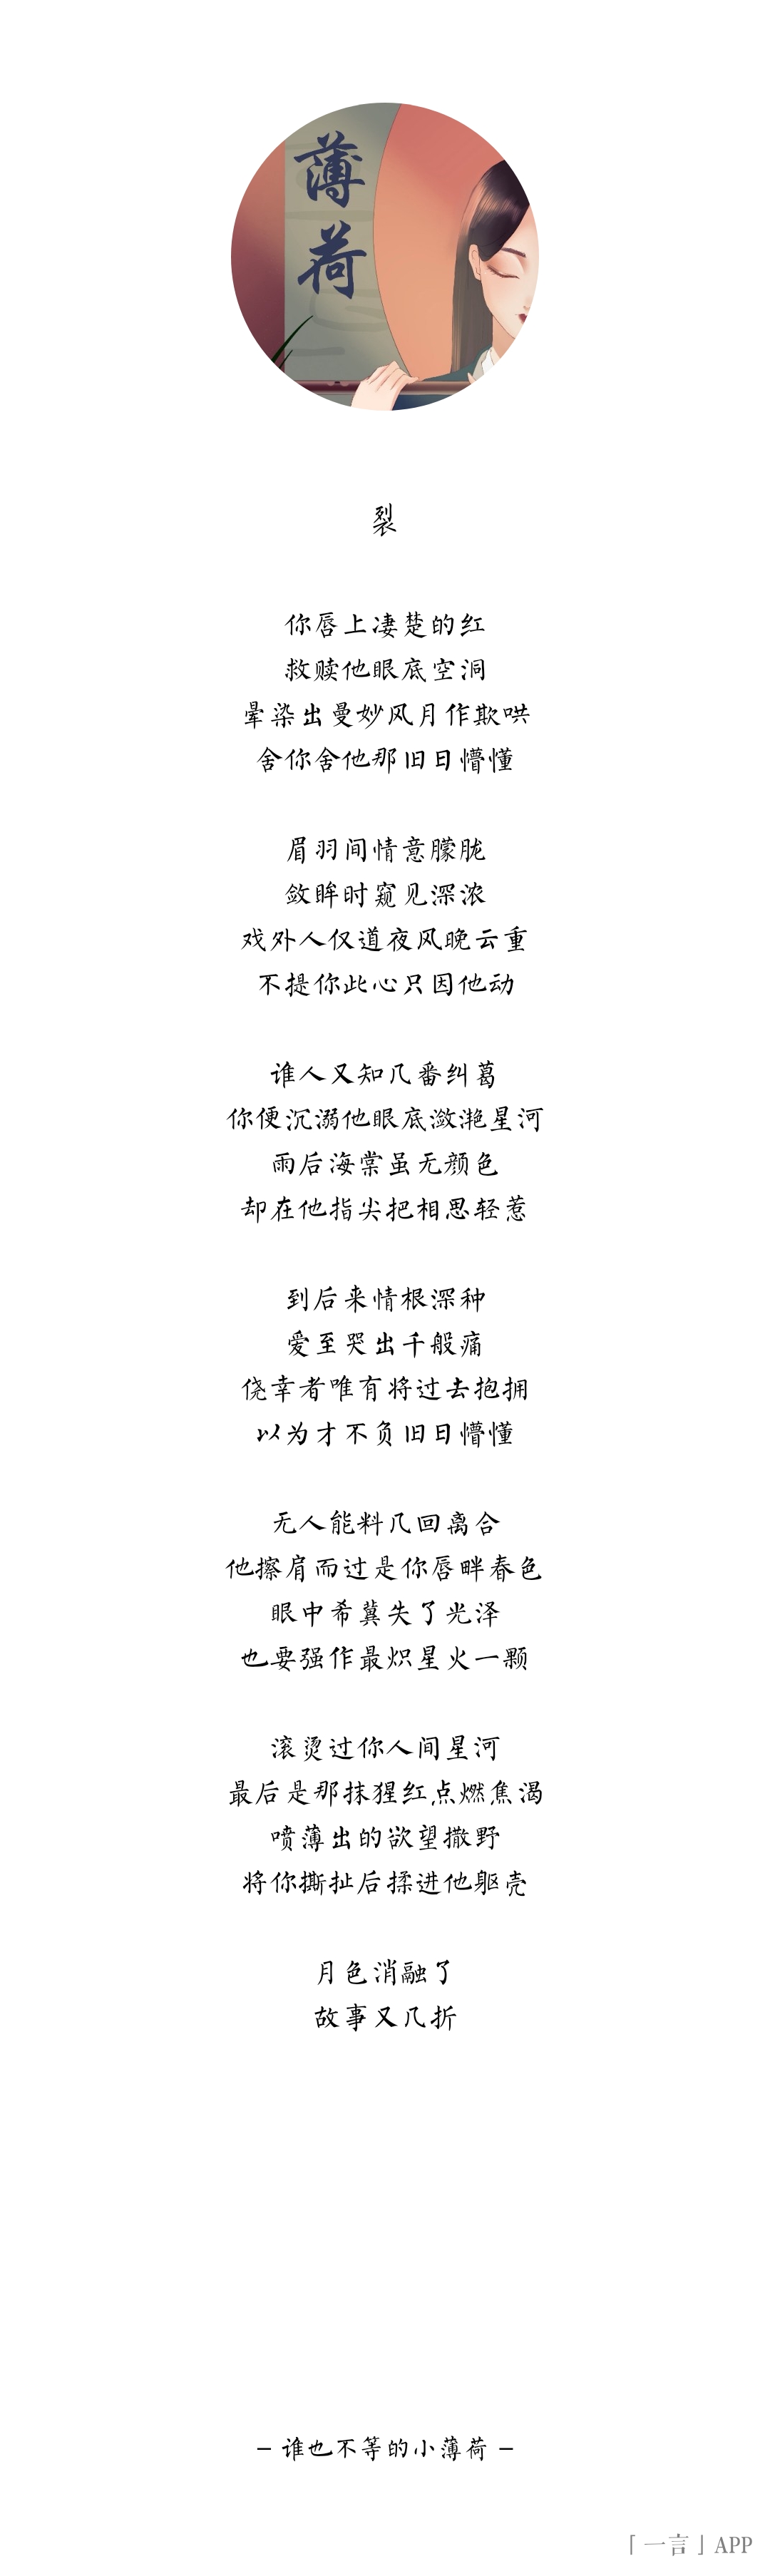 薄荷
裂
你唇上凄楚的红
救赎他眼底空洞
晕染出曼妙风月作欺哄
舍你舍他那旧日懵懂
眉羽间情意朦胧
敛眸时窥见深浓
戏外人仅道夜风晚云重
不提你此心只因他动
谁人又知几番纠葛
你便沉溺他眼底潋滟星河
雨后海棠虽无颜色
却在他指尖把相思轻惹
到后来情根深种
爱至哭出千般痛
侥幸者唯有将过去抱拥
以为才不负旧日懵懂
无人能料几回离合
他擦肩而过是你唇畔春色
眼中希冀失了光泽
也要强作最炽星火一颗
滚烫过你人间星河
最后是那抹猩红点燃焦渴
喷薄出的欲望撒野
将你撕扯后揉进他躯壳
月色消融了
故事又几折
– 谁也不等的小薄荷 –
「一言」APP